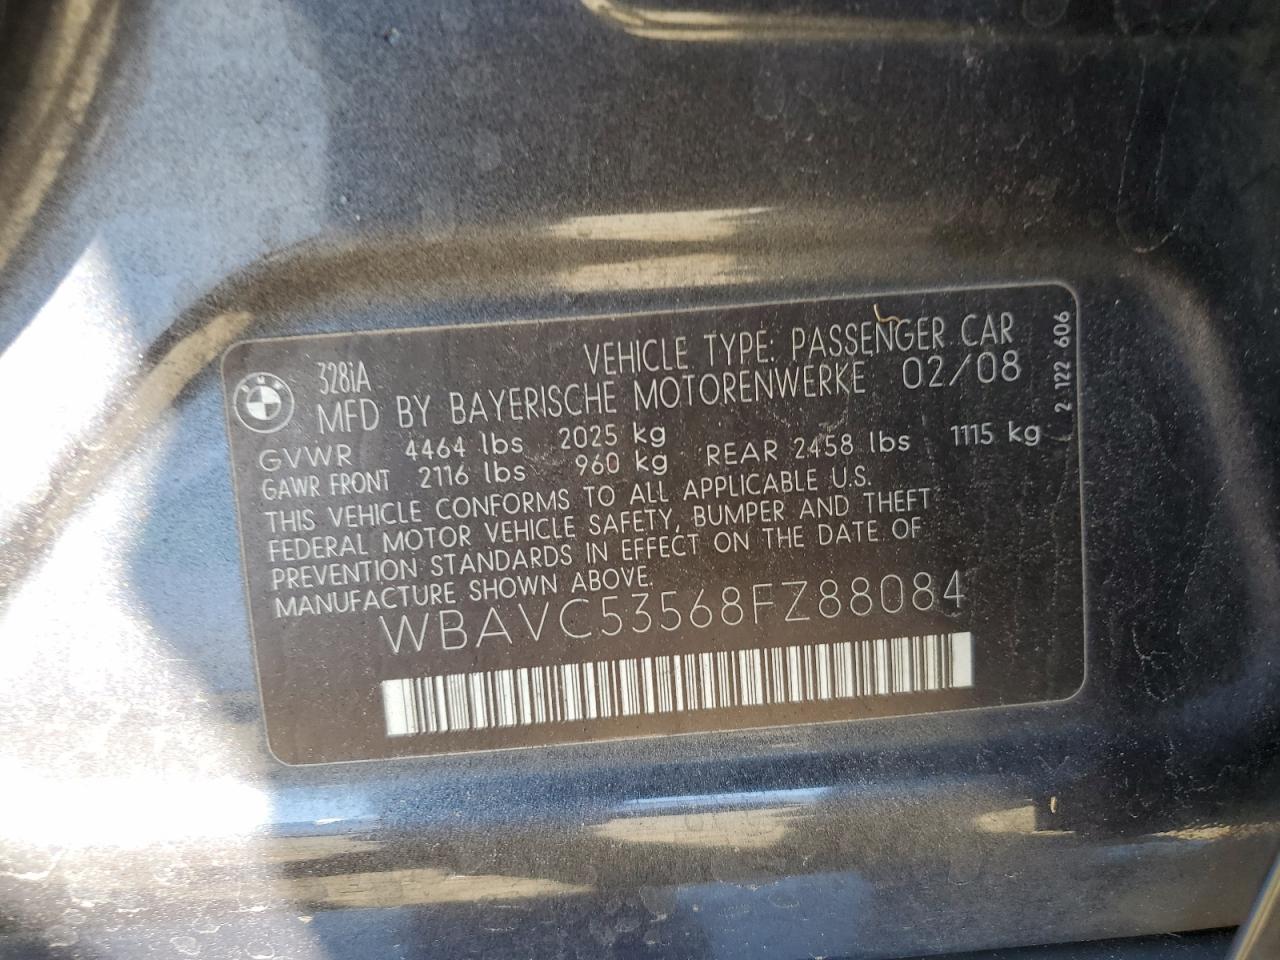 328iA VEHICLE TYPE: PASSENGER CAR
MFD BY BAYERISCHE MOTORENWERKE 02/08
GVWR 4464 lbs 2025 kg
GAWR FRONT 2116 lbs 960 kg REAR 2458 lbs 1115 kg
THIS VEHICLE CONFORMS TO ALL APPLICABLE U.S.
FEDERAL MOTOR VEHICLE SAFETY, BUMPER AND THEFT
PREVENTION STANDARDS IN EFFECT ON THE DATE OF
MANUFACTURE SHOWN ABOVE.
WBAVC53568FZ88084
2 122 606